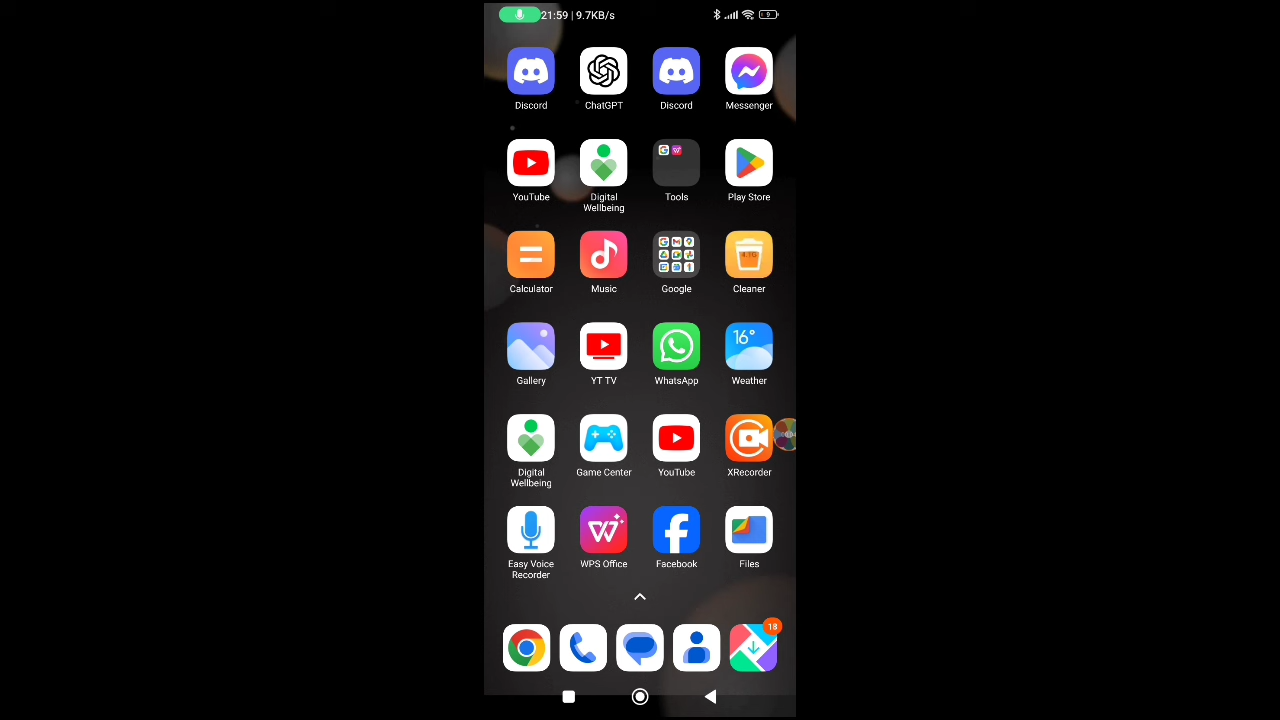 21:59 | 9.7KB/s
9
Discord
ChatGPT
Discord
Messenger
YouTube
Digital
Wellbeing
Tools
Play Store
Calculator
Music
Google
Cleaner
16°
Gallery
YT TV
WhatsApp
Weather
Digital
Wellbeing
Game Center
YouTube
XRecorder
Easy Voice
Recorder
WPS Office
Facebook
Files
18